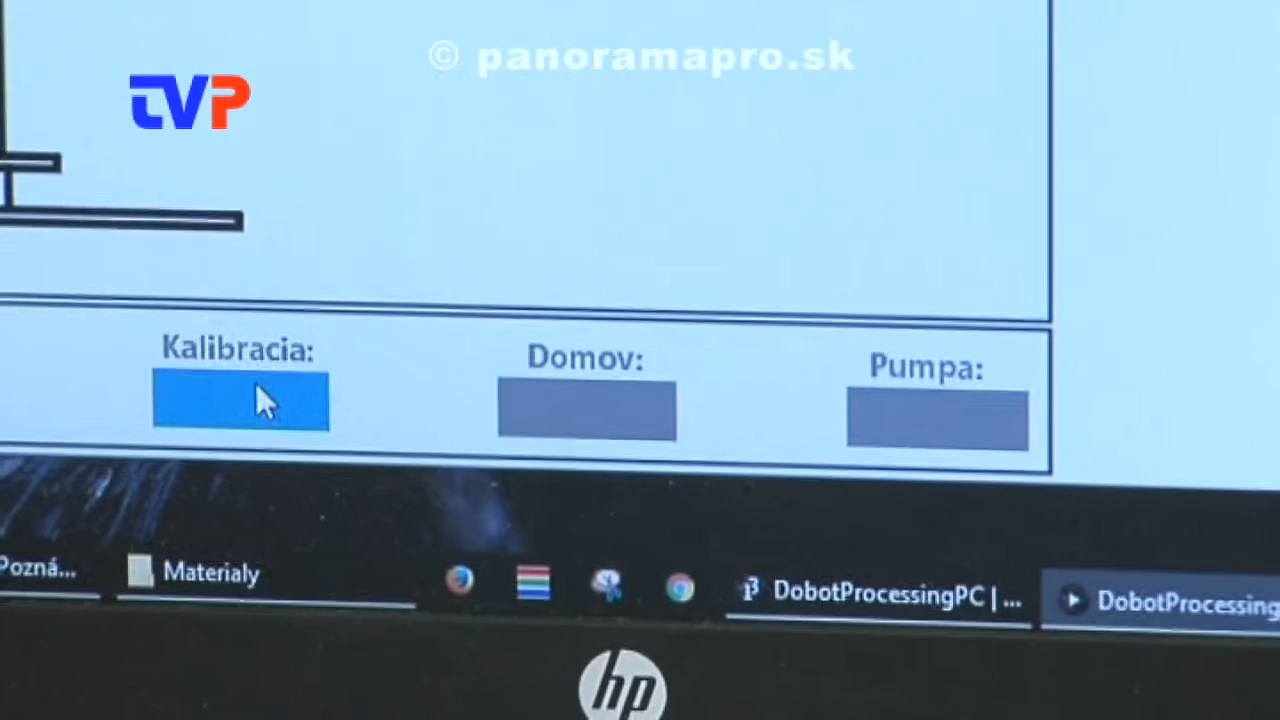 © panoramapro.sk
TVP
Kalibracia:
Domov:
Pumpa:
Pozná...
Materialy
DobotProcessingPC | ...
DobotProcessing
hp